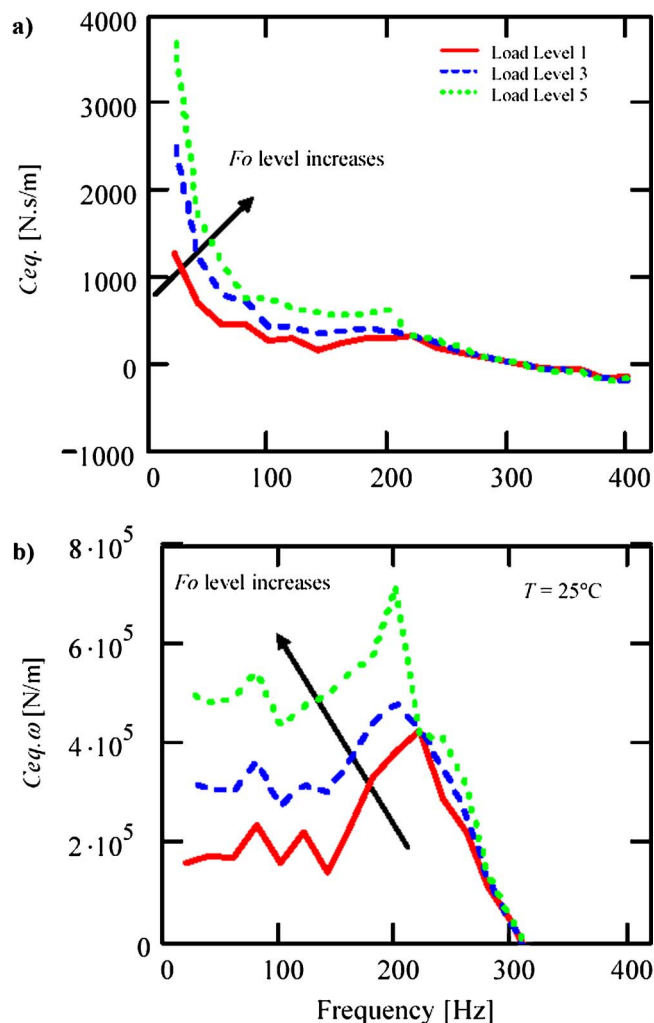 a)
4000
3000
2000
1000
0
−1000
Ceq. [N.s/m]
Load Level 1
Load Level 3
Load Level 5
Fo level increases
0 100 200 300 400
b)
8·10⁵
6·10⁵
4·10⁵
2·10⁵
0
Ceq.ω [N/m]
Fo level increases
T = 25°C
0 100 200 300 400
Frequency [Hz]